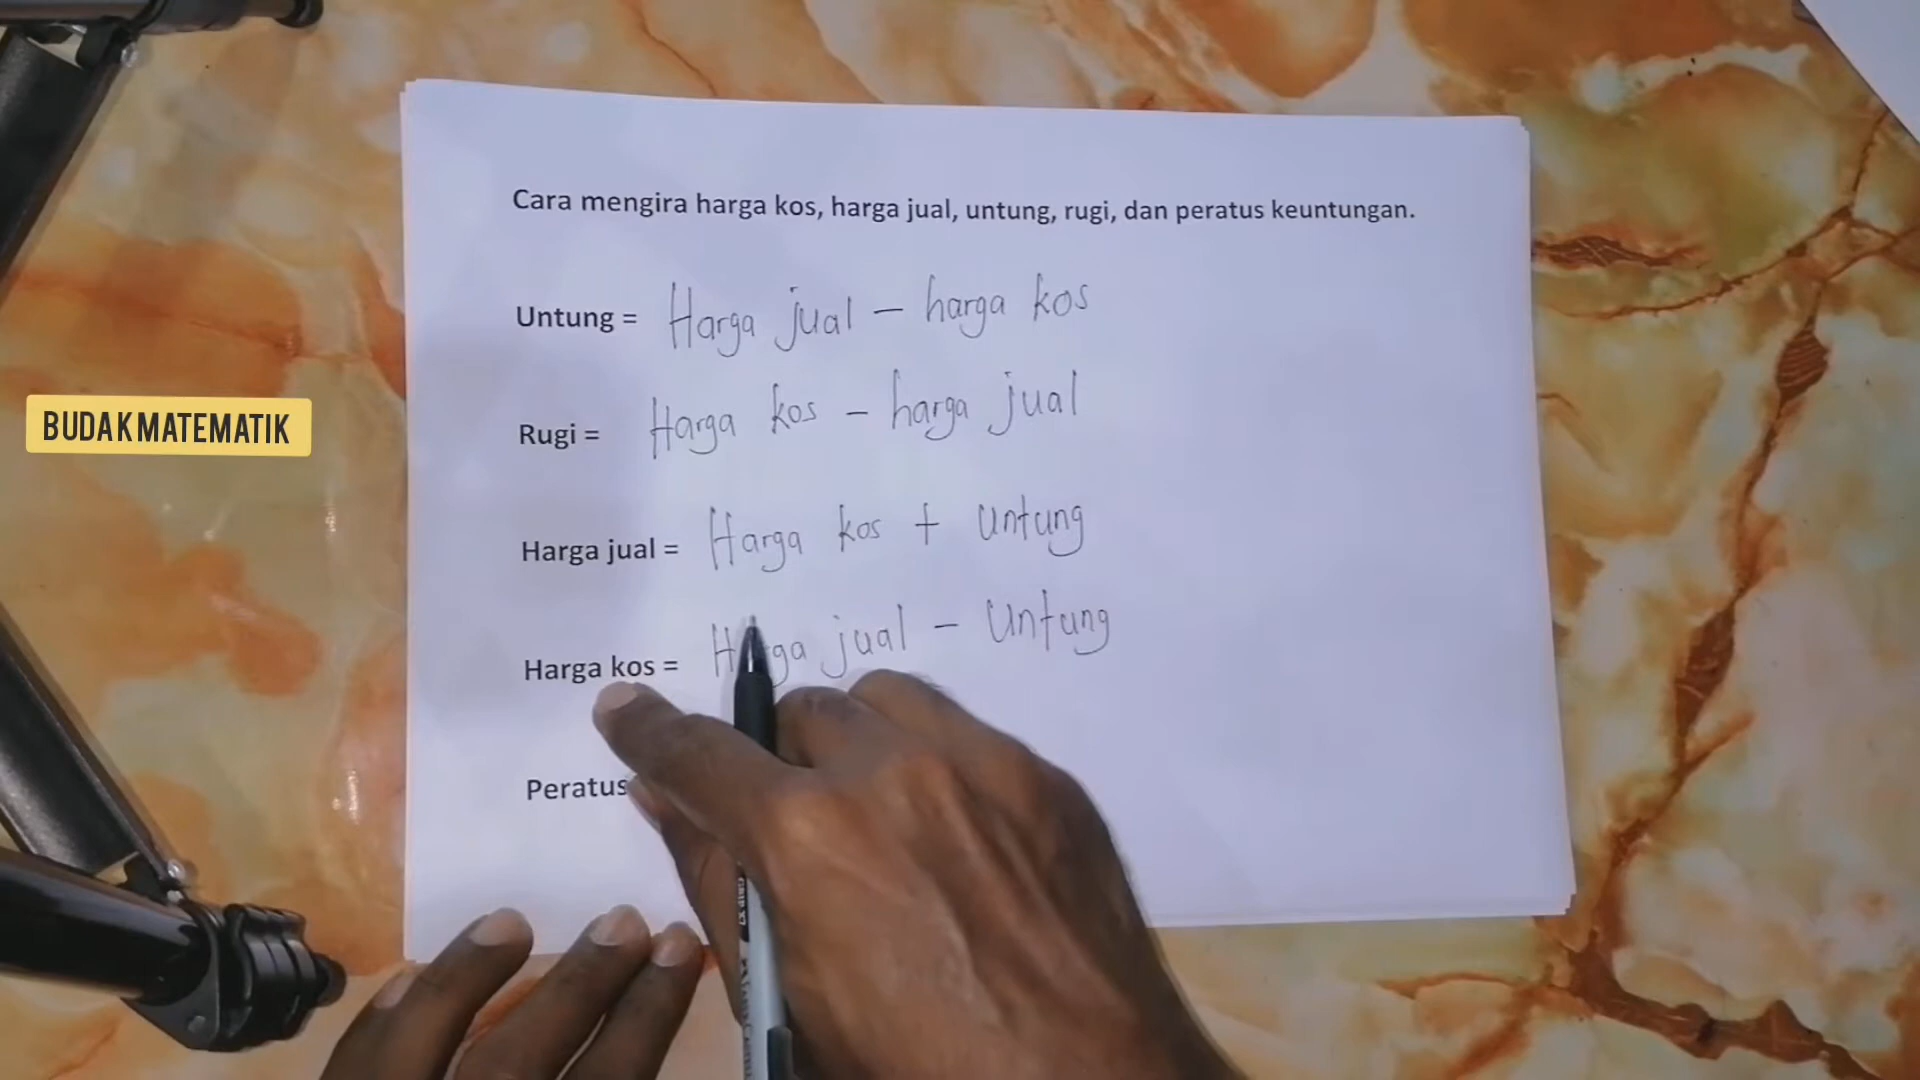 Cara mengira harga kos, harga jual, untung, rugi, dan peratus keuntungan.
Untung = Harga jual - harga kos
Rugi = Harga kos - harga jual
BUDAK MATEMATIK
Harga jual = Harga kos + Untung
Harga kos = Harga jual - Untung
Peratus